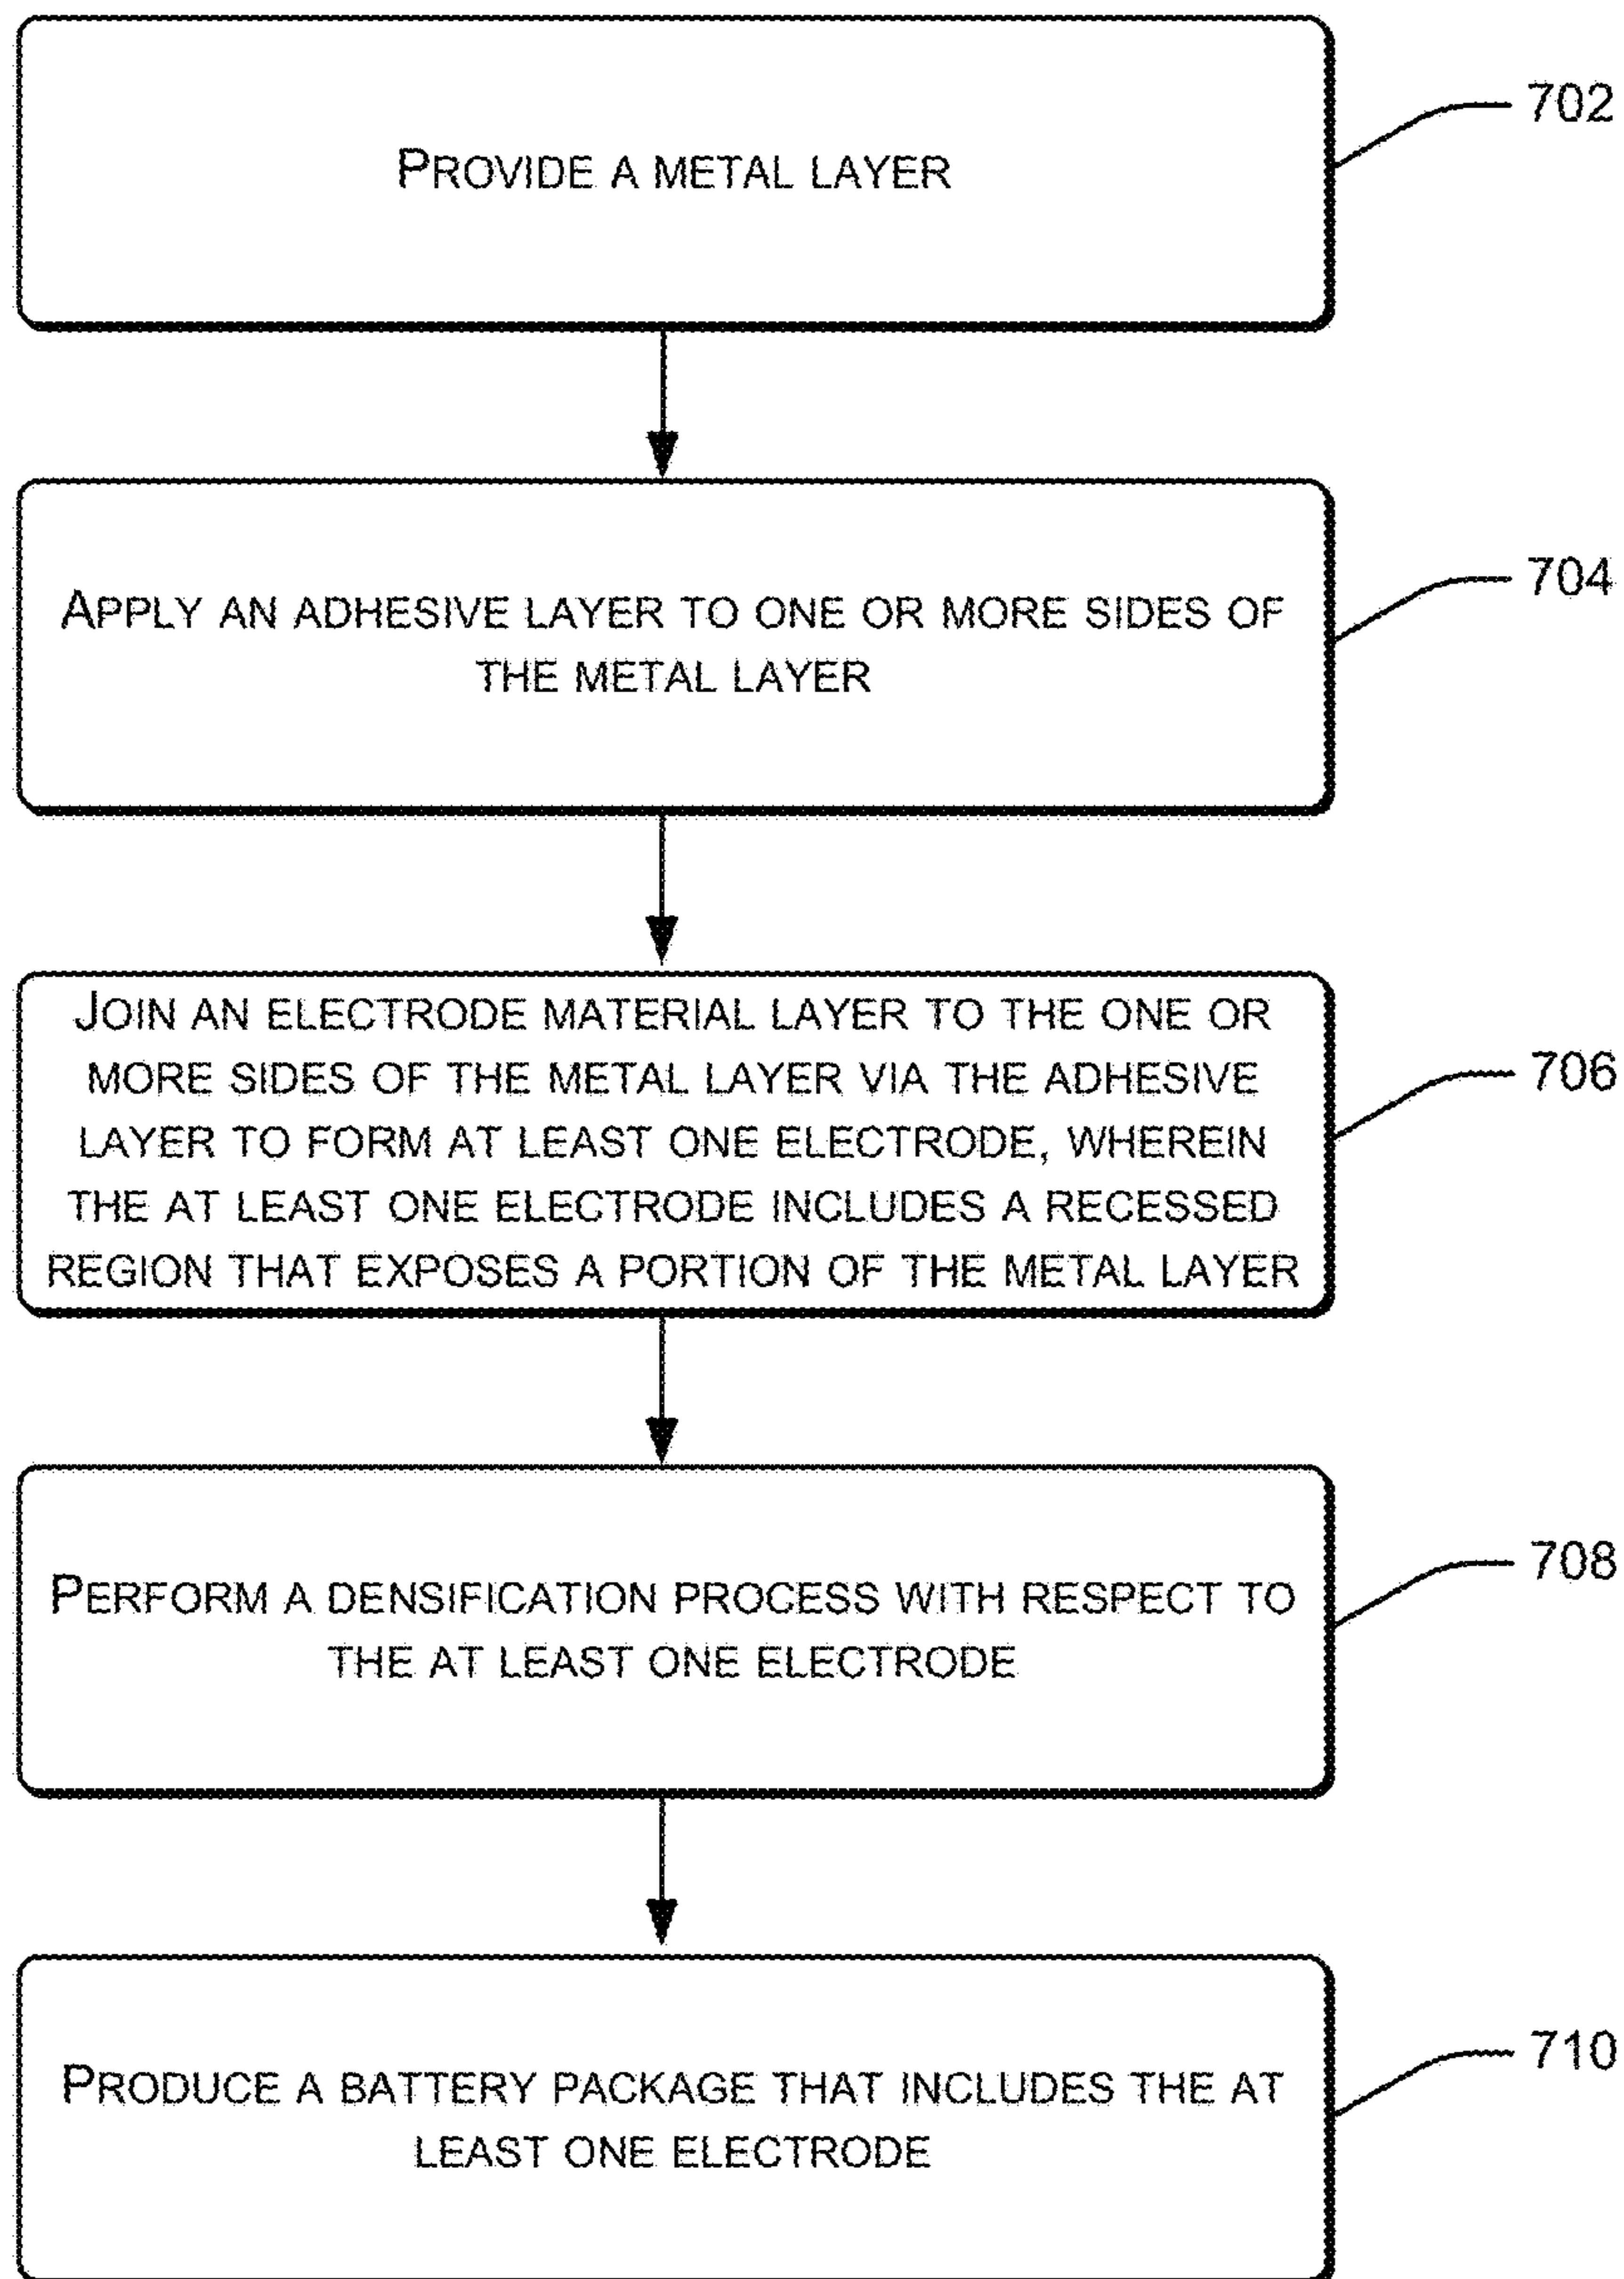 PROVIDE A METAL LAYER
702
APPLY AN ADHESIVE LAYER TO ONE OR MORE SIDES OF
THE METAL LAYER
704
JOIN AN ELECTRODE MATERIAL LAYER TO THE ONE OR
MORE SIDES OF THE METAL LAYER VIA THE ADHESIVE
LAYER TO FORM AT LEAST ONE ELECTRODE, WHEREIN
THE AT LEAST ONE ELECTRODE INCLUDES A RECESSED
REGION THAT EXPOSES A PORTION OF THE METAL LAYER
706
PERFORM A DENSIFICATION PROCESS WITH RESPECT TO
THE AT LEAST ONE ELECTRODE
708
PRODUCE A BATTERY PACKAGE THAT INCLUDES THE AT
LEAST ONE ELECTRODE
710